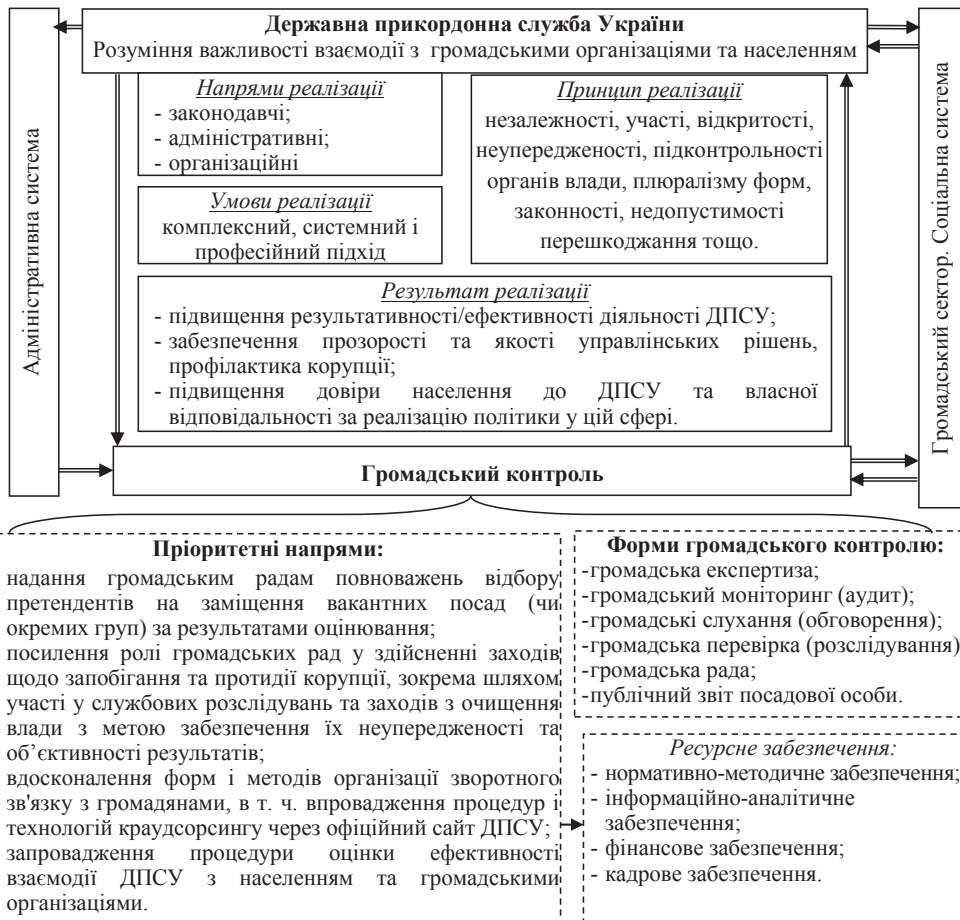 Державна прикордонна служба України
Розуміння важливості взаємодії з громадськими організаціями та населенням
Адміністративна система
Напрями реалізації
- законодавчі;
- адміністративні;
- організаційні
Умови реалізації
комплексний, системний і
професійний підхід
Принцип реалізації
незалежності, участі, відкритості,
неупередженості, підконтрольності
органів влади, плюралізму форм,
законності, недопустимості
перешкоджання тощо.
Результат реалізації
- підвищення результативності/ефективності діяльності ДПСУ;
- забезпечення прозорості та якості управлінських рішень,
профілактика корупції;
- підвищення довіри населення до ДПСУ та власної
відповідальності за реалізацію політики у цій сфері.
Громадський сектор. Соціальна система
Громадський контроль
Пріоритетні напрями:
надання громадським радам повноважень відбору
претендентів на заміщення вакантних посад (чи
окремих груп) за результатами оцінювання;
посилення ролі громадських рад у здійсненні заходів
щодо запобігання та протидії корупції, зокрема шляхом
участі у службових розслідувань та заходів з очищення
влади з метою забезпечення їх неупередженості та
об’єктивності результатів;
вдосконалення форм і методів організації зворотного
зв'язку з громадянами, в т. ч. впровадження процедур і
технологій краудсорсингу через офіційний сайт ДПСУ;
запровадження процедури оцінки ефективності
взаємодії ДПСУ з населенням та громадськими
організаціями.
Форми громадського контролю:
-громадська експертиза;
-громадський моніторинг (аудит);
-громадські слухання (обговорення);
-громадська перевірка (розслідування)
-громадська рада;
-публічний звіт посадової особи.
Ресурсне забезпечення:
- нормативно-методичне забезпечення;
- інформаційно-аналітичне
забезпечення;
- фінансове забезпечення;
- кадрове забезпечення.